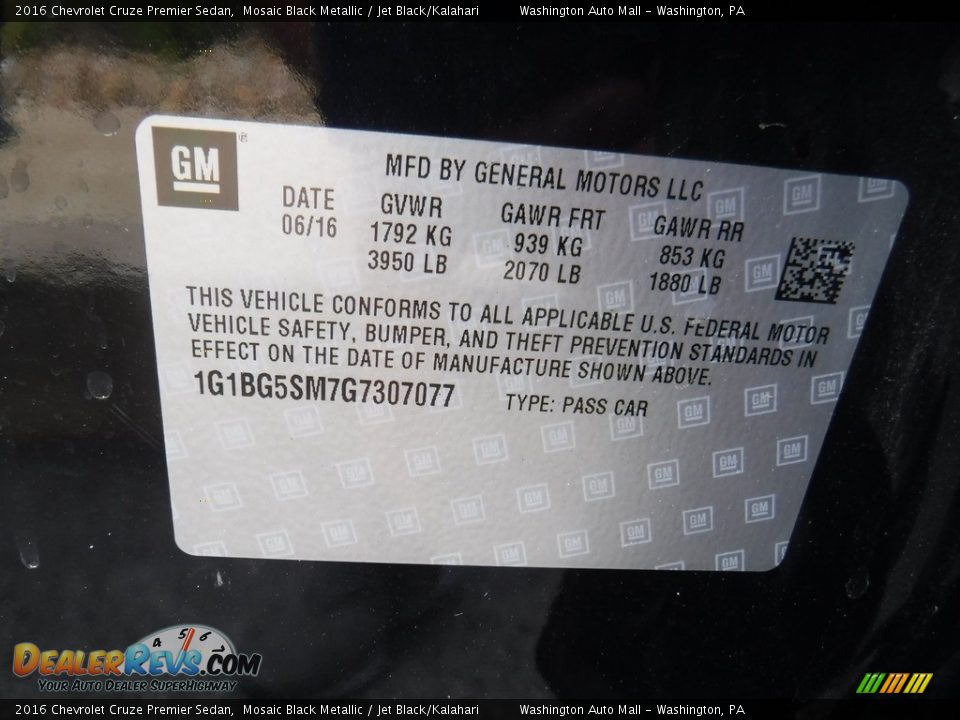 2016 Chevrolet Cruze Premier Sedan,  Mosaic Black Metallic / Jet Black/Kalahari Washington Auto Mall – Washington, PA
GM ®
MFD BY GENERAL MOTORS LLC
DATE GVWR GAWR FRT GAWR RR
06/16 1792 KG 939 KG 853 KG
3950 LB 2070 LB 1880 LB
THIS VEHICLE CONFORMS TO ALL APPLICABLE U.S. FEDERAL MOTOR
VEHICLE SAFETY, BUMPER, AND THEFT PREVENTION STANDARDS IN
EFFECT ON THE DATE OF MANUFACTURE SHOWN ABOVE.
1G1BG5SM7G7307077 TYPE: PASS CAR
4 5 6
DEALERREVS.COM
YOUR AUTO DEALER SUPERHIGHWAY
2016 Chevrolet Cruze Premier Sedan,  Mosaic Black Metallic / Jet Black/Kalahari Washington Auto Mall – Washington, PA